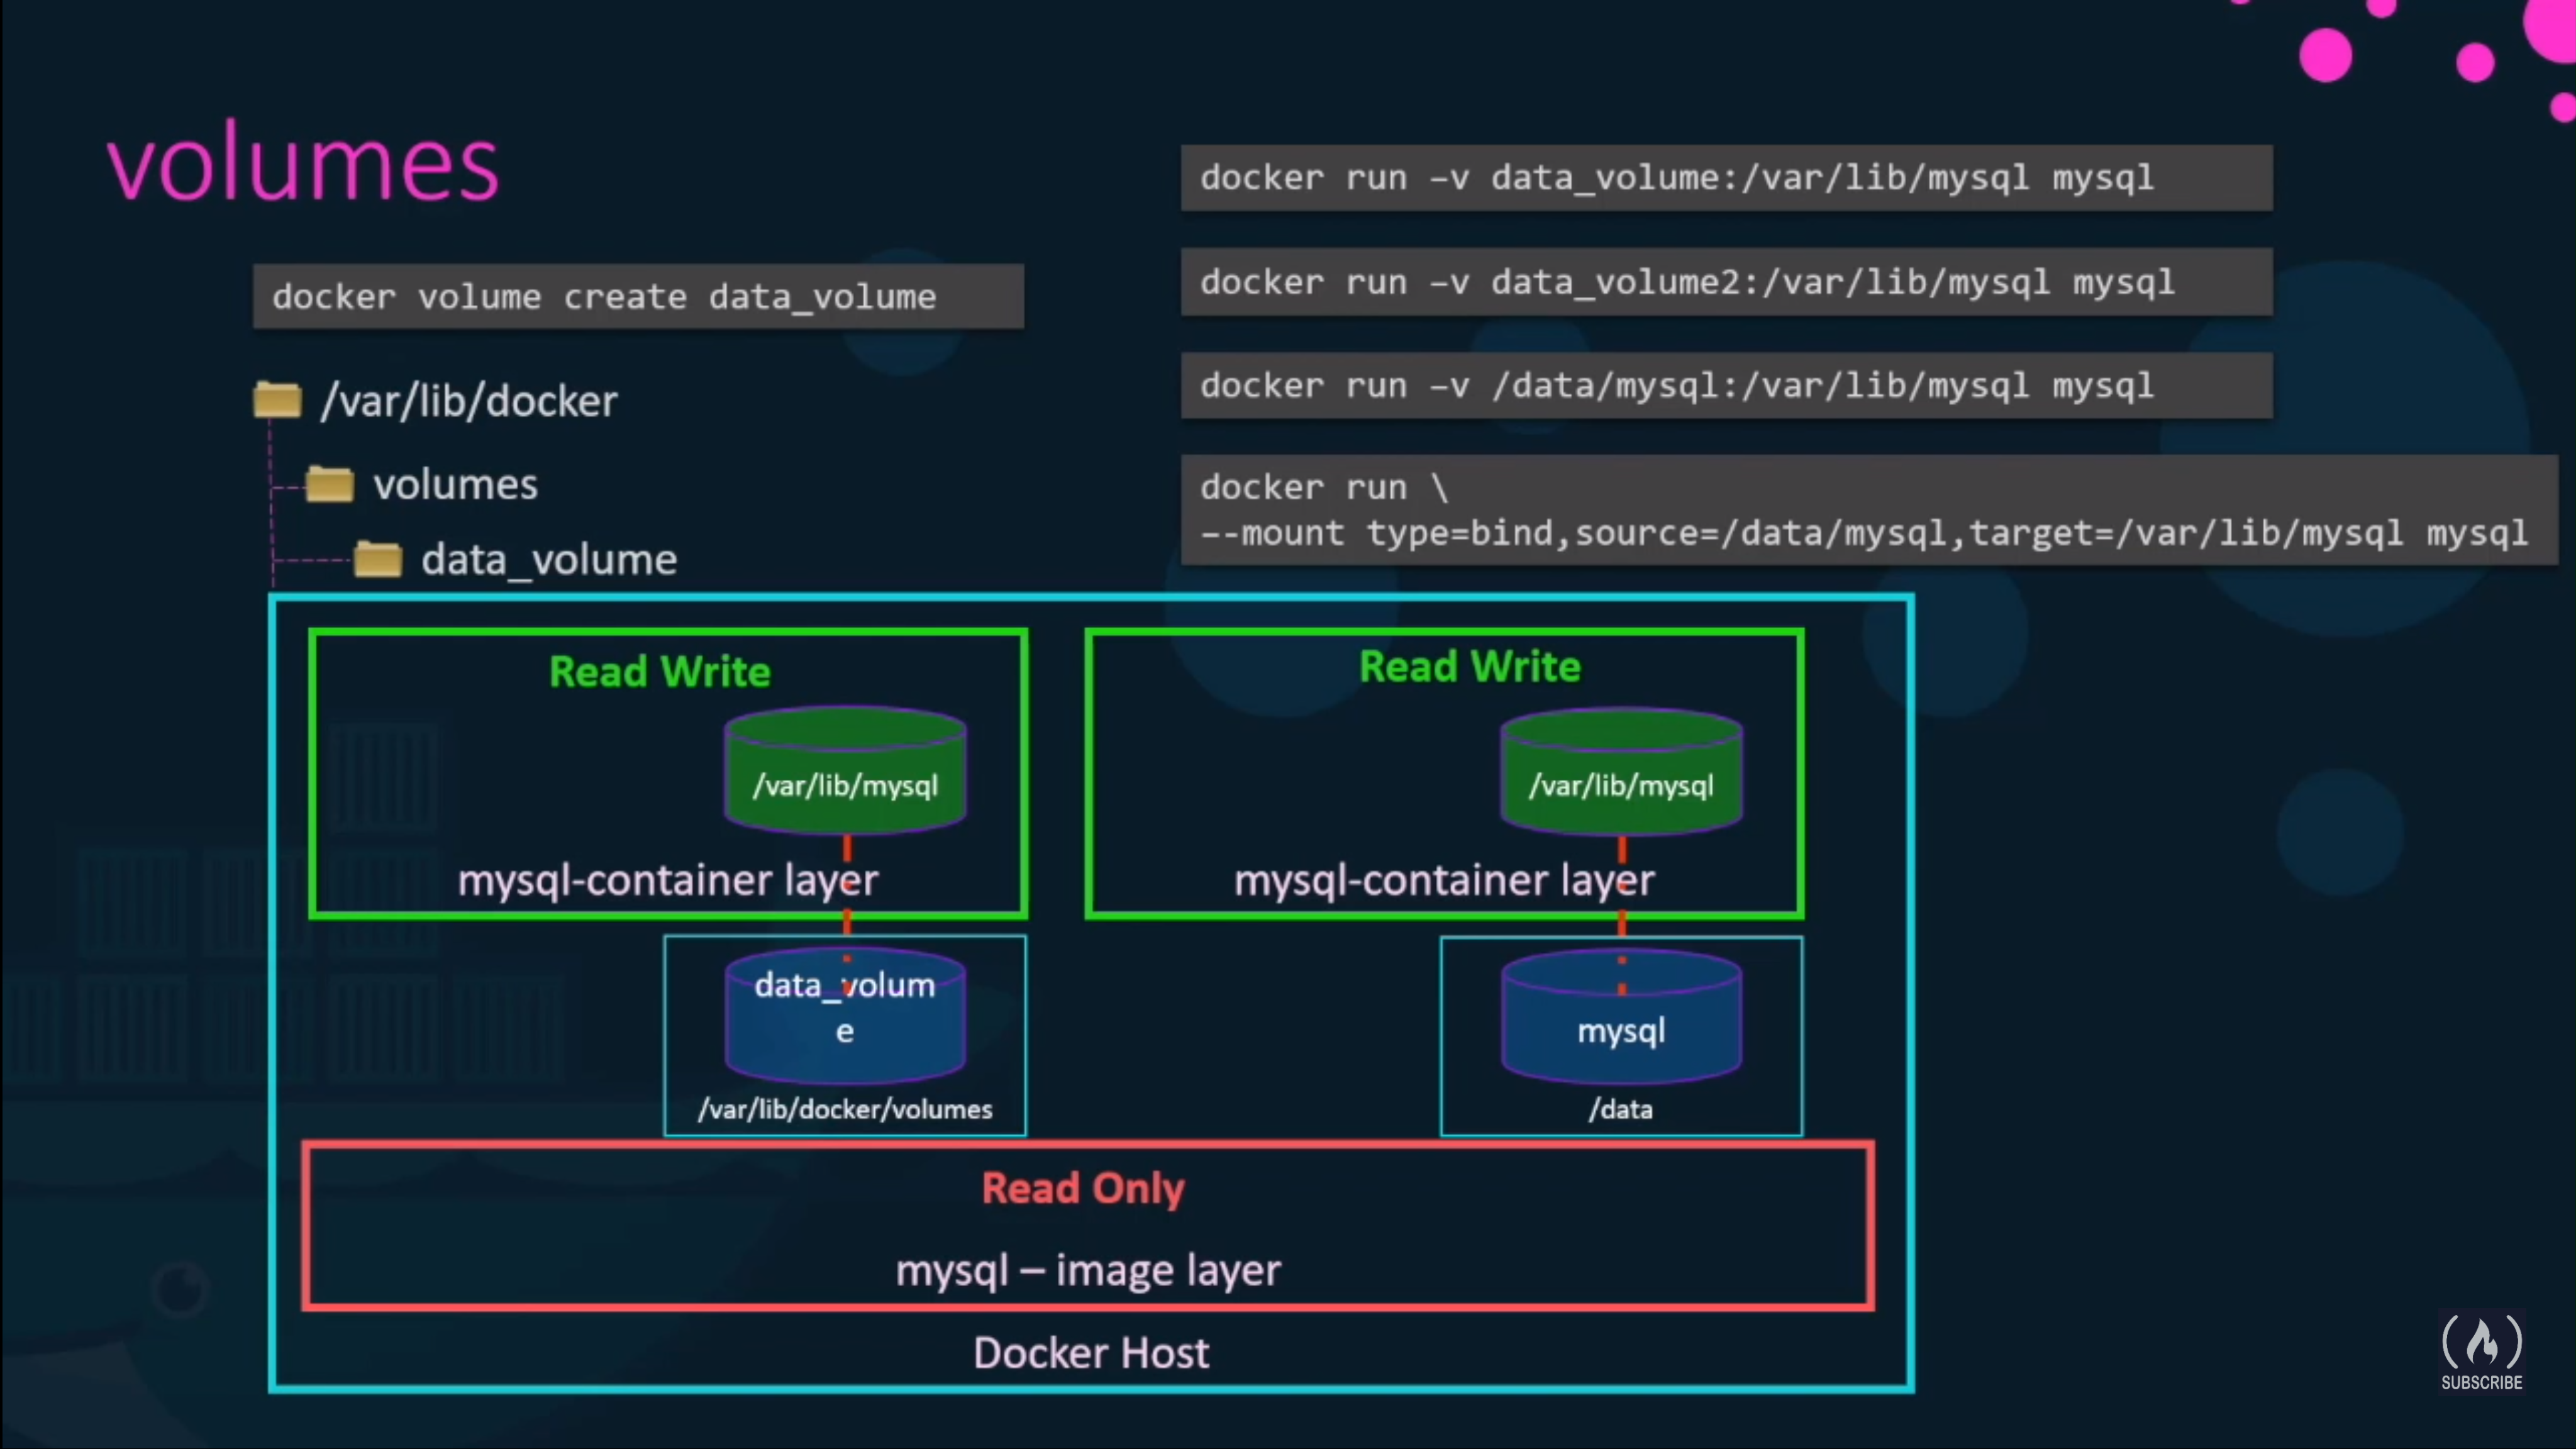 volumes
docker volume create data_volume
/var/lib/docker
volumes
data_volume
docker run –v data_volume:/var/lib/mysql mysql
docker run –v data_volume2:/var/lib/mysql mysql
docker run –v /data/mysql:/var/lib/mysql mysql
docker run \
–-mount type=bind,source=/data/mysql,target=/var/lib/mysql mysql
Read Write
/var/lib/mysql
mysql-container layer
data_volum
e
/var/lib/docker/volumes
Read Write
/var/lib/mysql
mysql-container layer
mysql
/data
Read Only
mysql – image layer
Docker Host
SUBSCRIBE